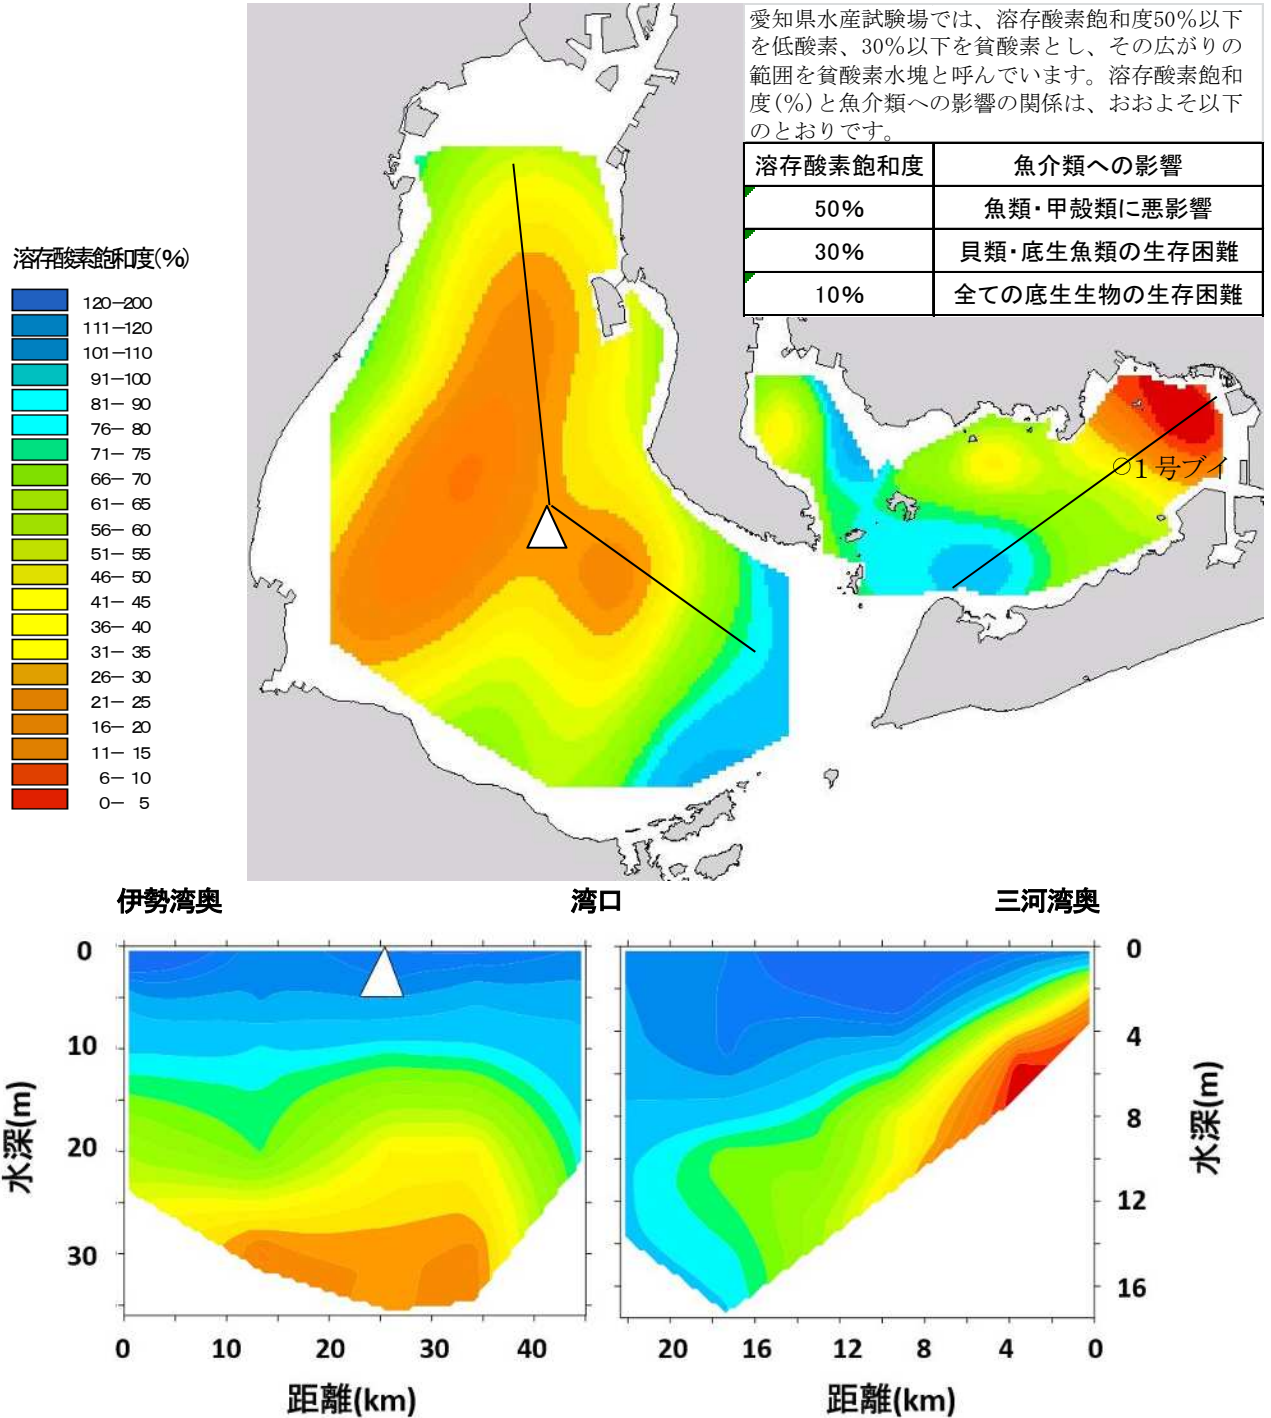 愛知県水産試験場では、溶存酸素飽和度50%以下
を低酸素、30%以下を貧酸素とし、その広がりの
範囲を貧酸素水塊と呼んでいます。溶存酸素飽和
度(%)と魚介類への影響の関係は、おおよそ以下
のとおりです。
溶存酸素飽和度 魚介類への影響
50% 魚類・甲殻類に悪影響
30% 貝類・底生魚類の生存困難
10% 全ての底生生物の生存困難
溶存酸素飽和度(%)
120-200
111-120
101-110
91-100
81-90
76-80
71-75
66-70
61-65
56-60
51-55
46-50
41-45
36-40
31-35
26-30
21-25
16-20
11-15
6-10
0-5
○1号ブイ
伊勢湾奥 湾口 三河湾奥
0
10
20
30
水深(m)
0 10 20 30 40
距離(km)
0
4
8
12
16
水深(m)
20 16 12 8 4 0
距離(km)